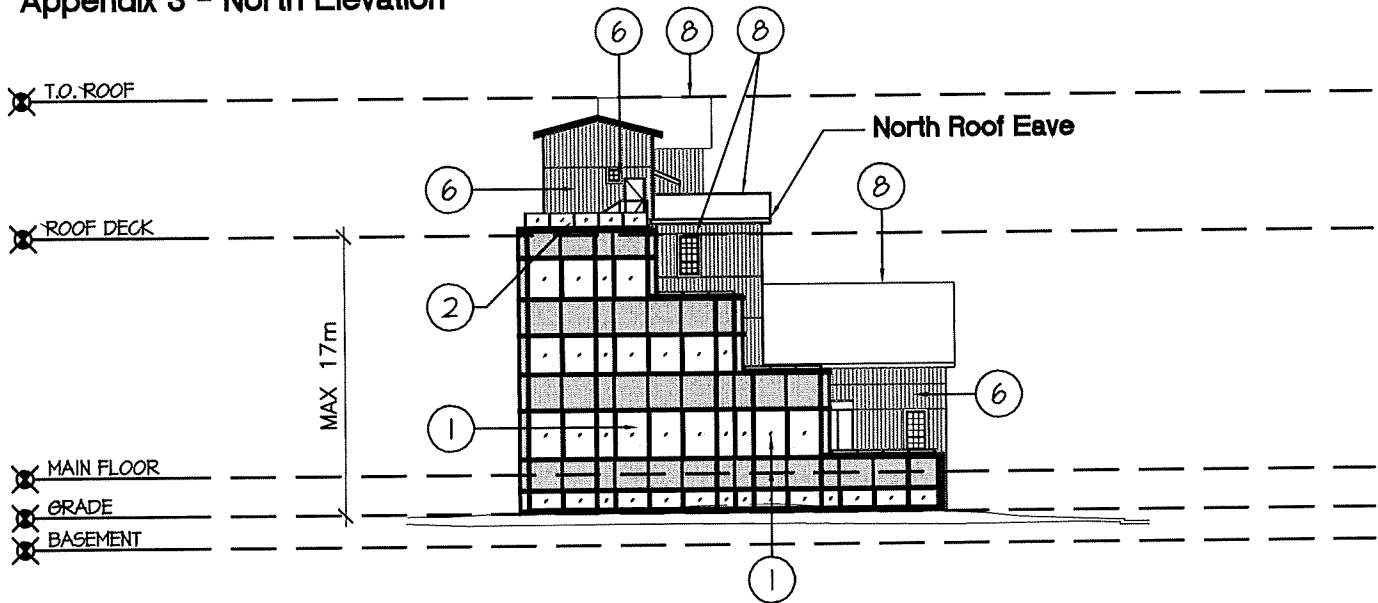 Appendix 3 - North Elevation
6
8
8
T.O. ROOF
North Roof Eave
6
8
ROOF DECK
2
MAX 17m
6
1
MAIN FLOOR
GRADE
BASEMENT
1